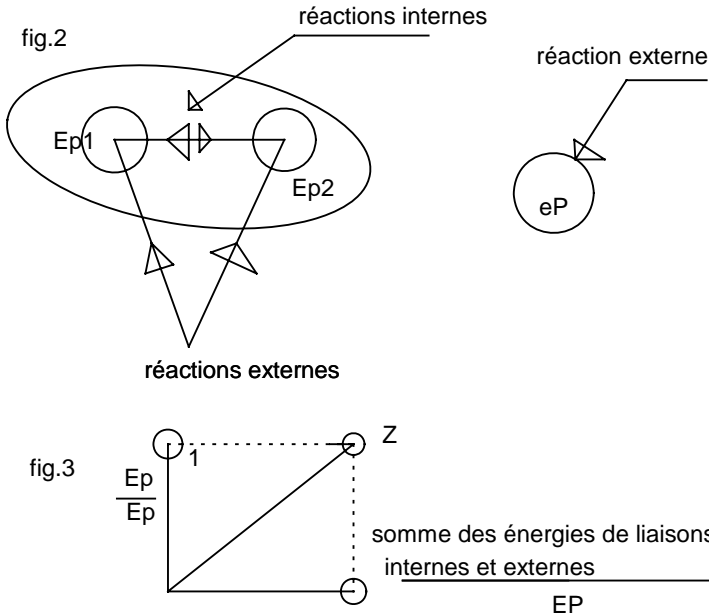 réactions internes
fig.2
réaction externe
Ep1
Ep2
eP
réactions externes
Z
1
fig.3
Ep
Ep
somme des énergies de liaisons
internes et externes
EP